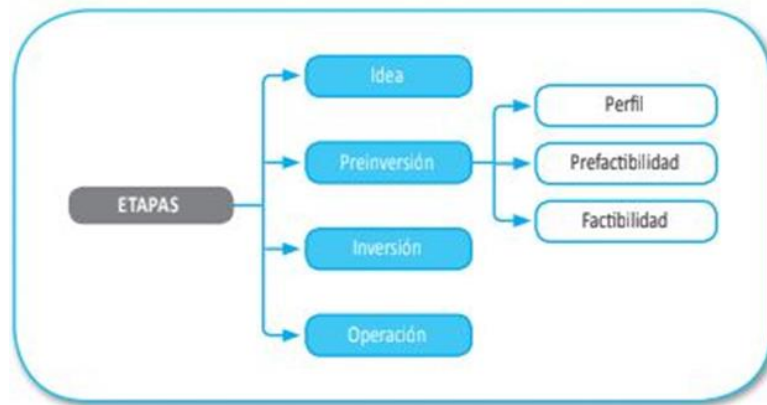 ETAPAS
Idea
Preinversión
Inversión
Operación
Perfil
Prefactibilidad
Factibilidad